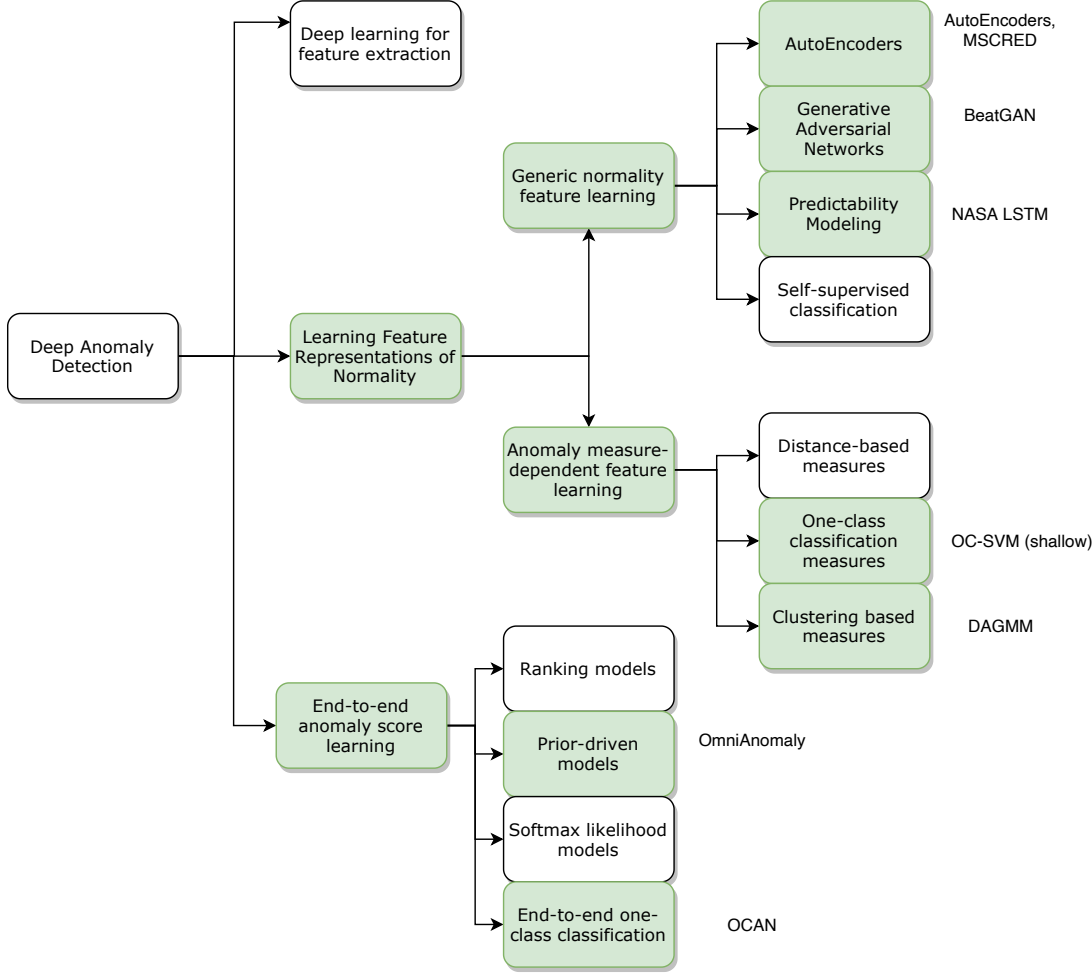 Deep learning for
feature extraction
AutoEncoders
AutoEncoders,
MSCRED
Generative
Adversarial
Networks
BeatGAN
Generic normality
feature learning
Predictability
Modeling
NASA LSTM
Self-supervised
classification
Deep Anomaly
Detection
Learning Feature
Representations of
Normality
Anomaly measure-
dependent feature
learning
Distance-based
measures
One-class
classification
measures
OC-SVM (shallow)
Clustering based
measures
DAGMM
End-to-end
anomaly score
learning
Ranking models
Prior-driven
models
OmniAnomaly
Softmax likelihood
models
End-to-end one-
class classification
OCAN